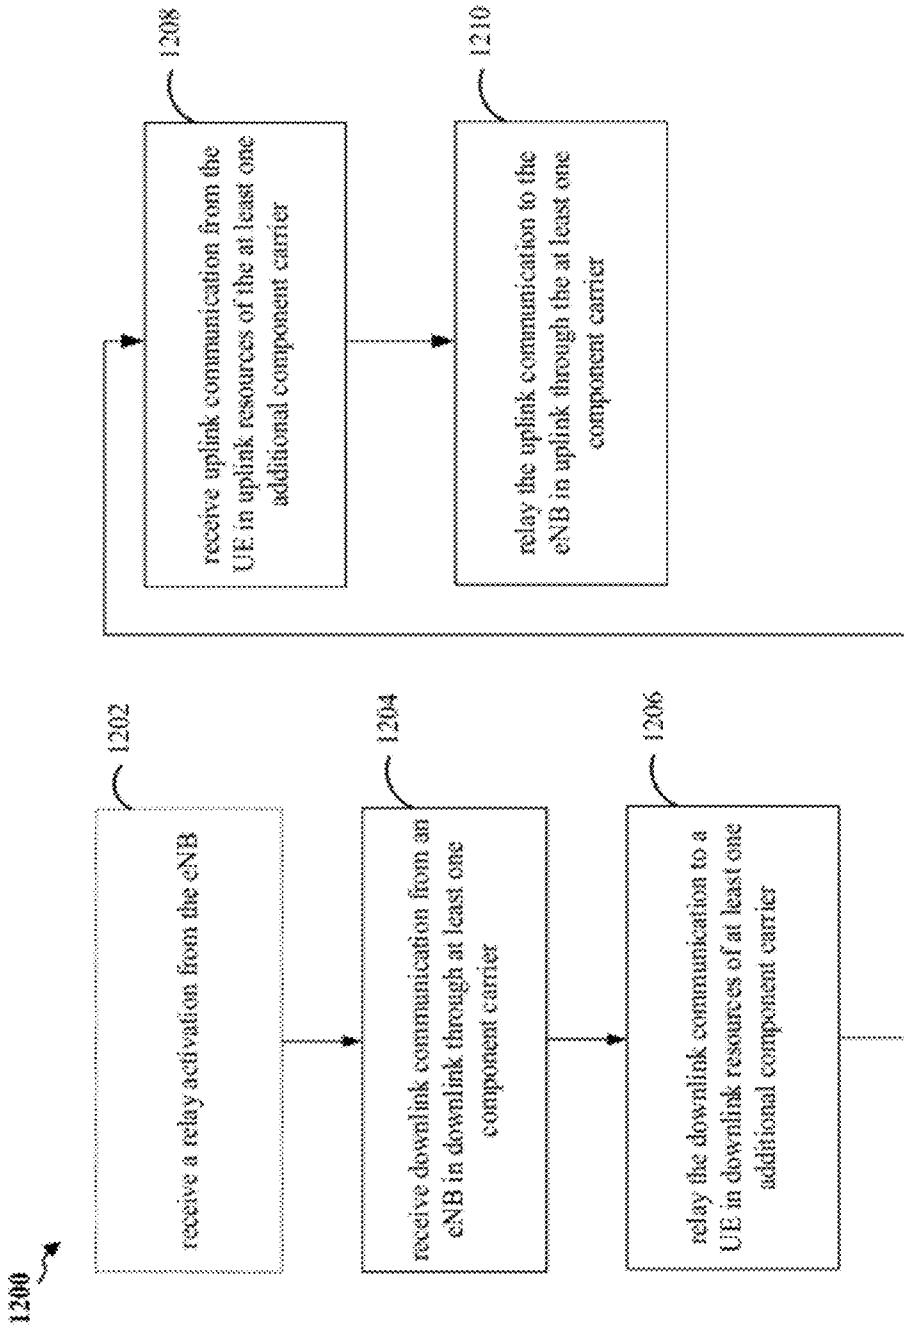 1200
1202
receive a relay activation from the eNB
1204
receive downlink communication from an
eNB in downlink through at least one
component carrier
1206
relay the downlink communication to a
UE in downlink resources of at least one
additional component carrier
1208
receive uplink communication from the
UE in uplink resources of the at least one
additional component carrier
1210
relay the uplink communication to the
eNB in uplink through the at least one
component carrier